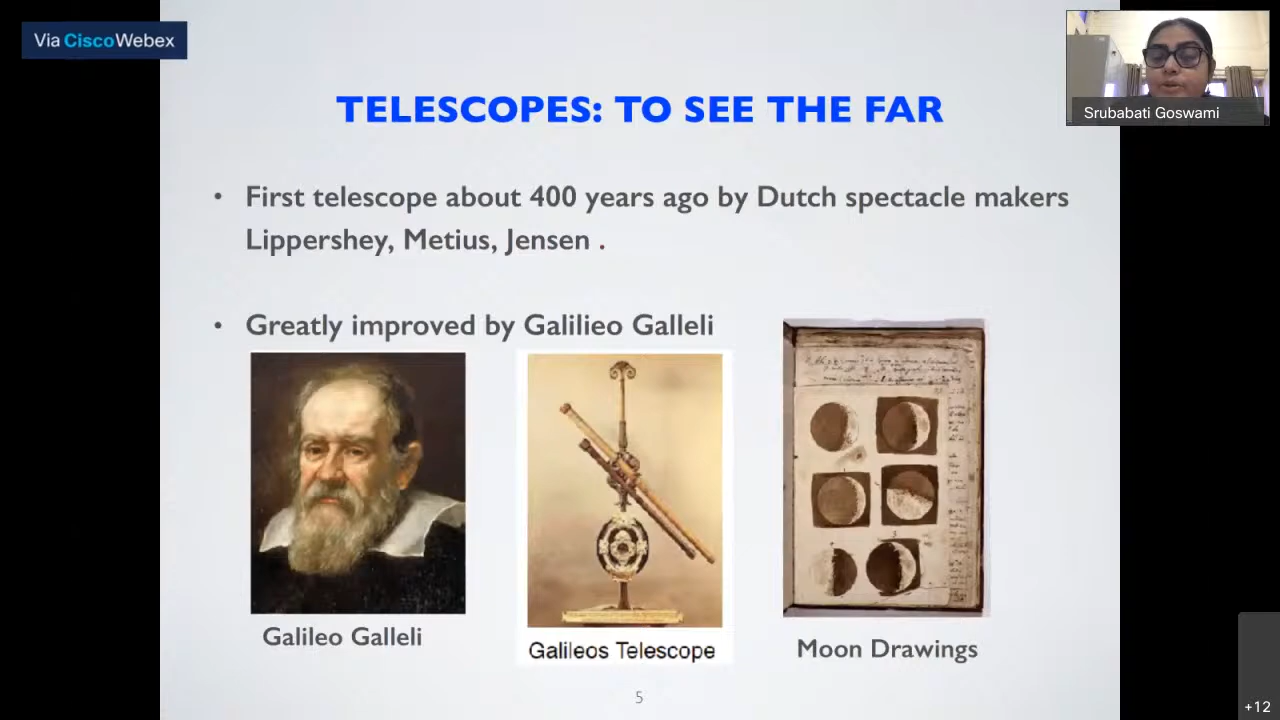 Via CiscoWebex
Srubabati Goswami
TELESCOPES: TO SEE THE FAR
• First telescope about 400 years ago by Dutch spectacle makers
Lippershey, Metius, Jensen .
• Greatly improved by Galilieo Galleli
Galileo Galleli
Galileos Telescope
Moon Drawings
5
+12